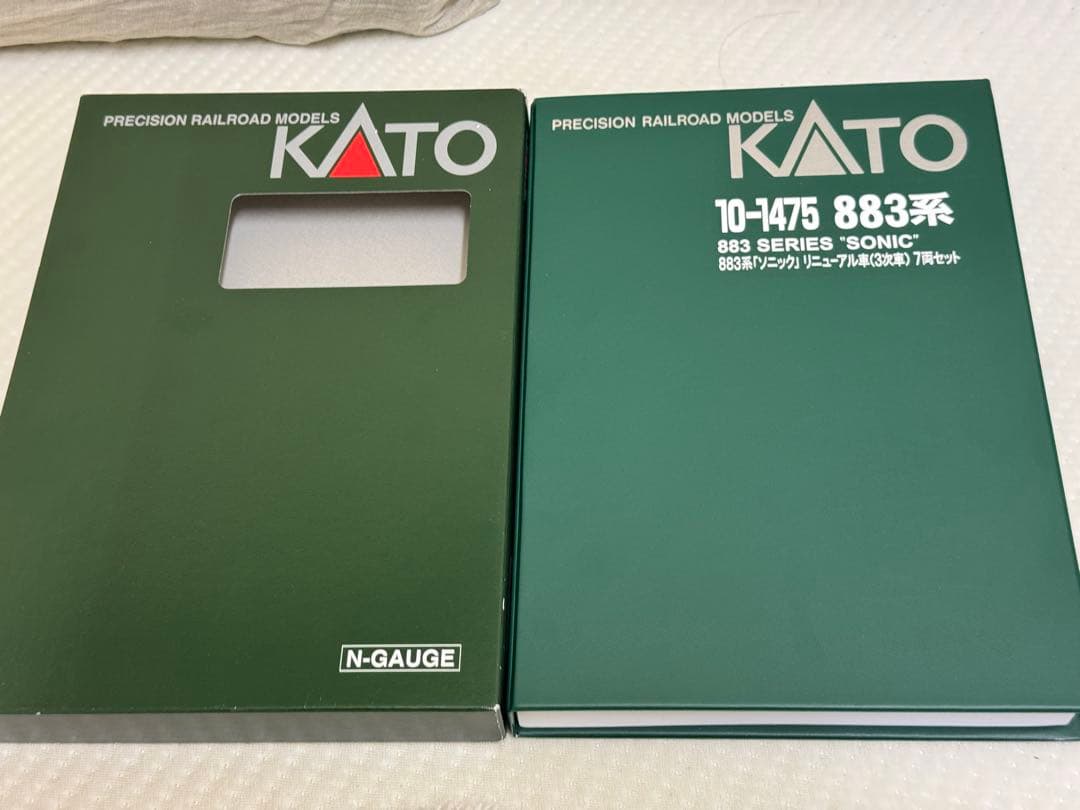 PRECISION RAILROAD MODELS
KATO
N-GAUGE
PRECISION RAILROAD MODELS
KATO
10-1475 883系
883 SERIES "SONIC"
883系「ソニック」リニューアル車(3次車) 7両セット